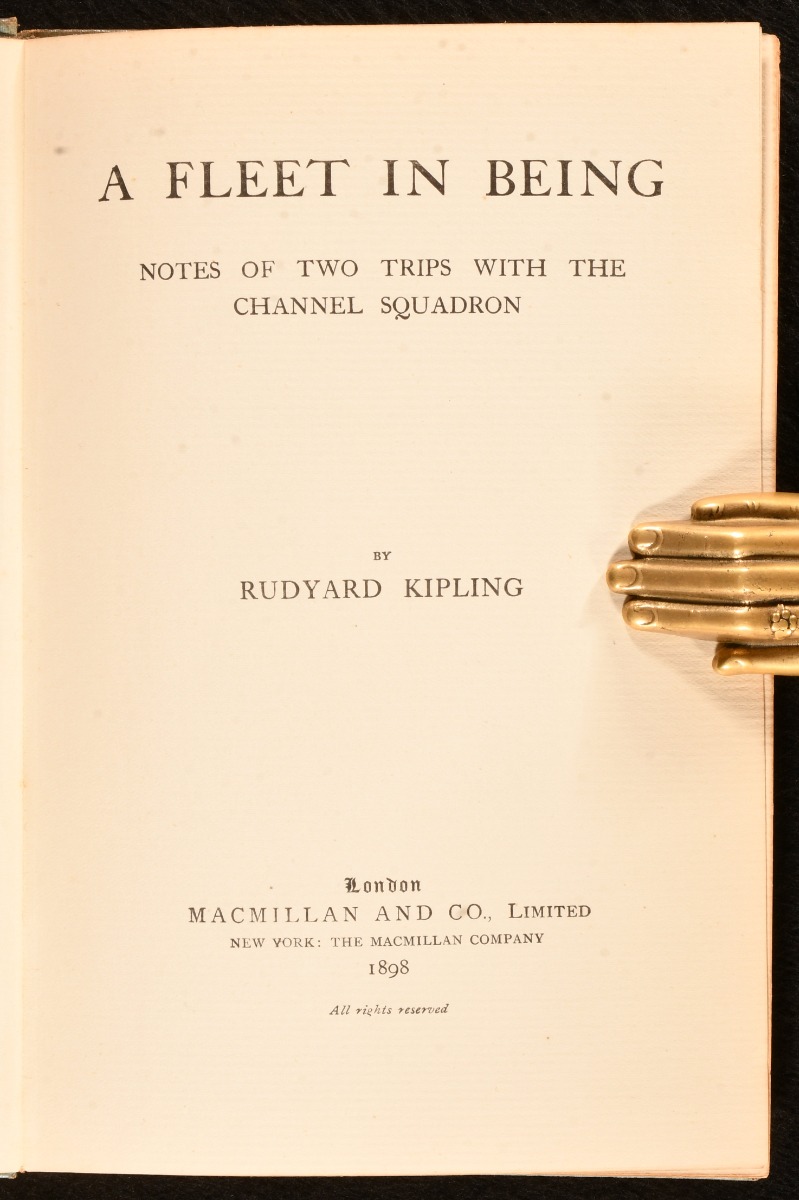 A FLEET IN BEING
NOTES OF TWO TRIPS WITH THE
CHANNEL SQUADRON
BY
RUDYARD KIPLING
London
MACMILLAN AND CO., LIMITED
NEW YORK: THE MACMILLAN COMPANY
1898
All rights reserved